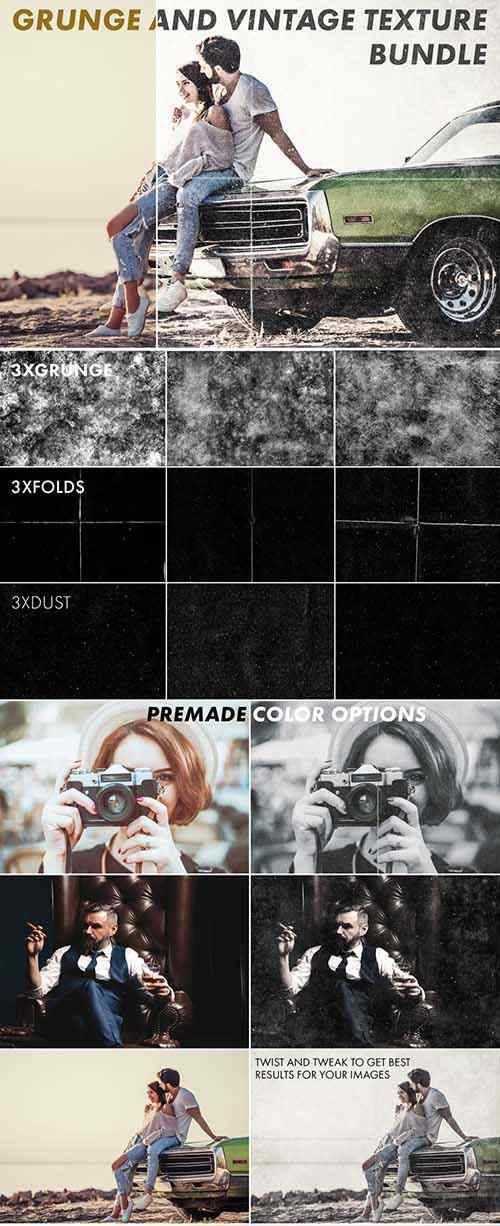 GRUNGE AND VINTAGE TEXTURE
BUNDLE
3XGRUNGE
3XFOLDS
3XDUST
PREMADE COLOR OPTIONS
TWIST AND TWEAK TO GET BEST
RESULTS FOR YOUR IMAGES